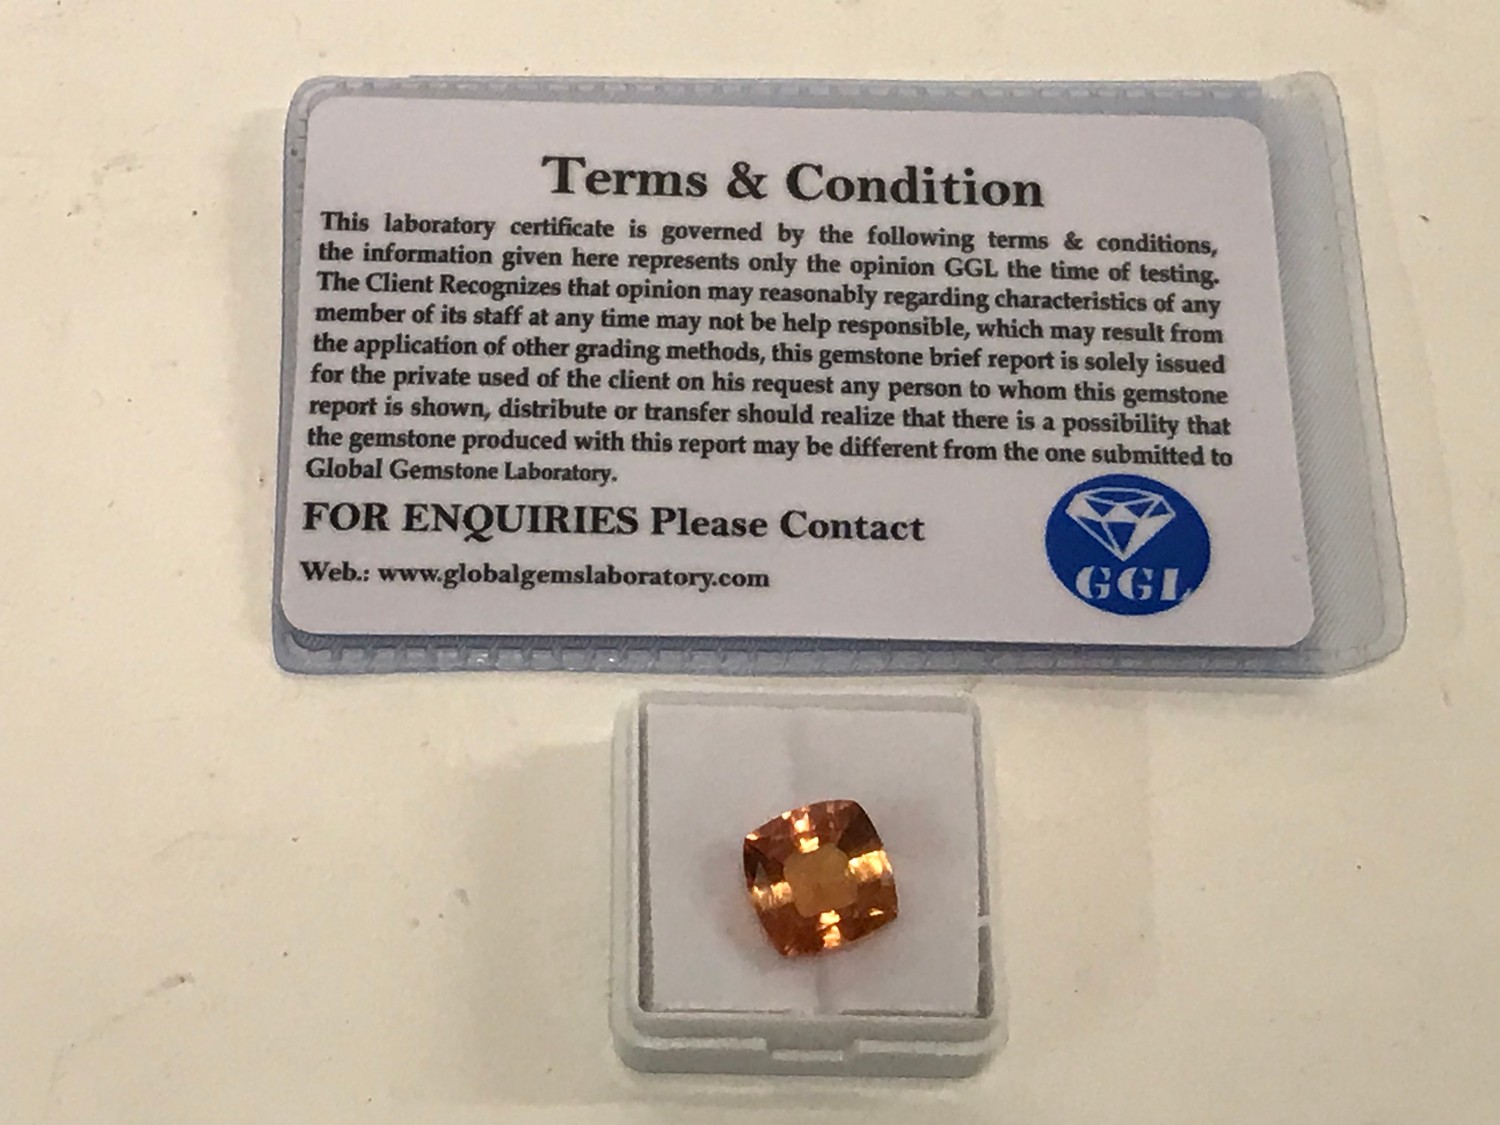 Terms & Condition
This laboratory certificate is governed by the following terms & conditions,
the information given here represents only the opinion GGL the time of testing.
The Client Recognizes that opinion may reasonably regarding characteristics of any
member of its staff at any time may not be help responsible, which may result from
the application of other grading methods, this gemstone brief report is solely issued
for the private used of the client on his request any person to whom this gemstone
report is shown, distribute or transfer should realize that there is a possibility that
the gemstone produced with this report may be different from the one submitted to
Global Gemstone Laboratory.
FOR ENQUIRIES Please Contact
Web.: www.globalgemslaboratory.com
GGL